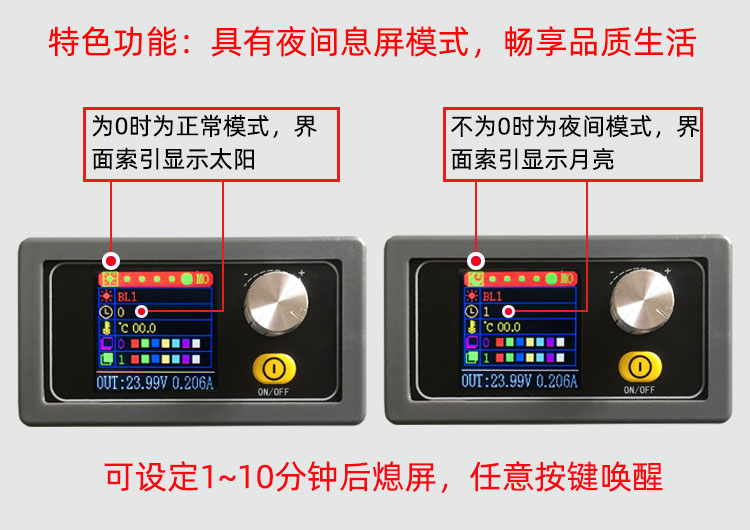 特色功能：具有夜间息屏模式，畅享品质生活
为0时为正常模式，界
面索引显示太阳
不为0时为夜间模式，界
面索引显示月亮
M0
BL1
0
℃ 00.0
0
1
OUT:23.99V 0.206A
- +
ON/OFF
M0
BL1
1
℃ 00.0
0
1
OUT:23.99V 0.206A
- +
ON/OFF
可设定1~10分钟后熄屏，任意按键唤醒